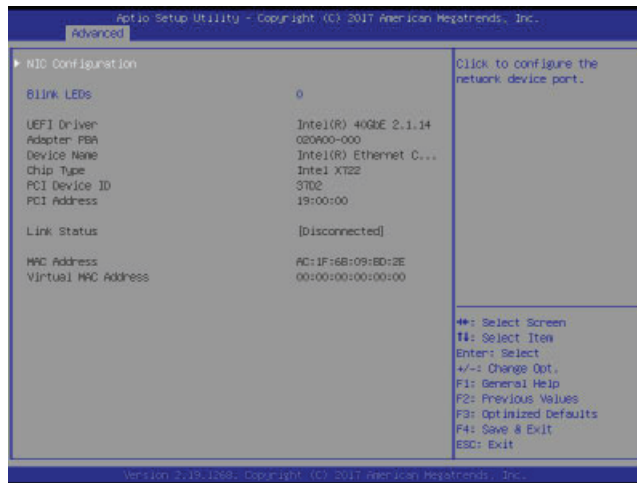 Aptio Setup Utility - Copyright (C) 2017 American Megatrends, Inc.
Advanced
NIC Configuration
Blink LEDs 0
UEFI Driver Intel(R) 40GbE 2.1.14
Adapter PBA 020A00-000
Device Name Intel(R) Ethernet C...
Chip Type Intel X722
PCI Device ID 37D2
PCI Address 19:00:00
Link Status [Disconnected]
MAC Address AC:1F:6B:09:BD:2E
Virtual MAC Address 00:00:00:00:00:00
Click to configure the
network device port.
↔: Select Screen
↑↓: Select Item
Enter: Select
+/-: Change Opt.
F1: General Help
F2: Previous Values
F3: Optimized Defaults
F4: Save & Exit
ESC: Exit
Version 2.19.1268. Copyright (C) 2017 American Megatrends, Inc.